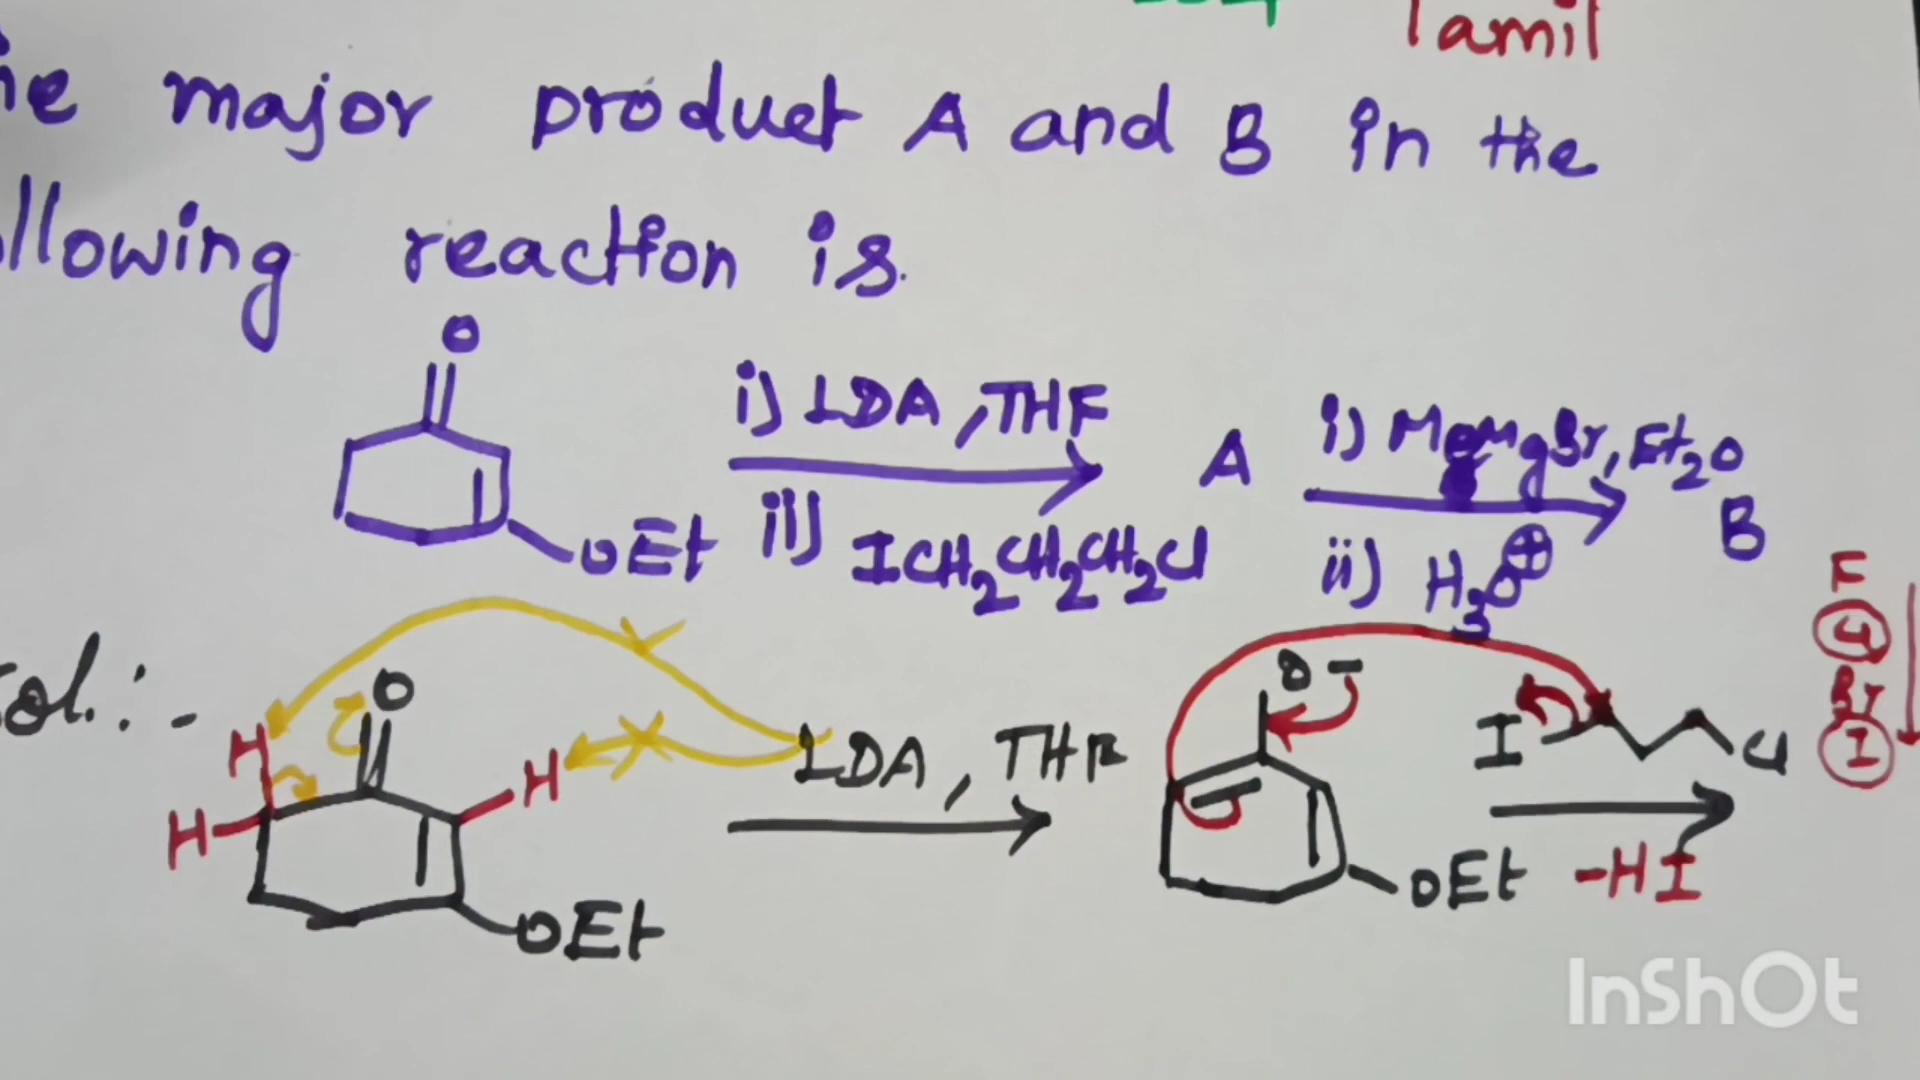 Tamil
major product A and B in the
llowing reaction is.
O
i) LDA, THF
A
i) MeMgBr, Et2O
OEt
ii) ICH2CH2CH2Cl
ii) H3O⊕
B
F
Cl
Br
I
Sol. :-
H
O
H
H
LDA, THF
OEt
O -
I
Cl
OEt
-HI
InShOt